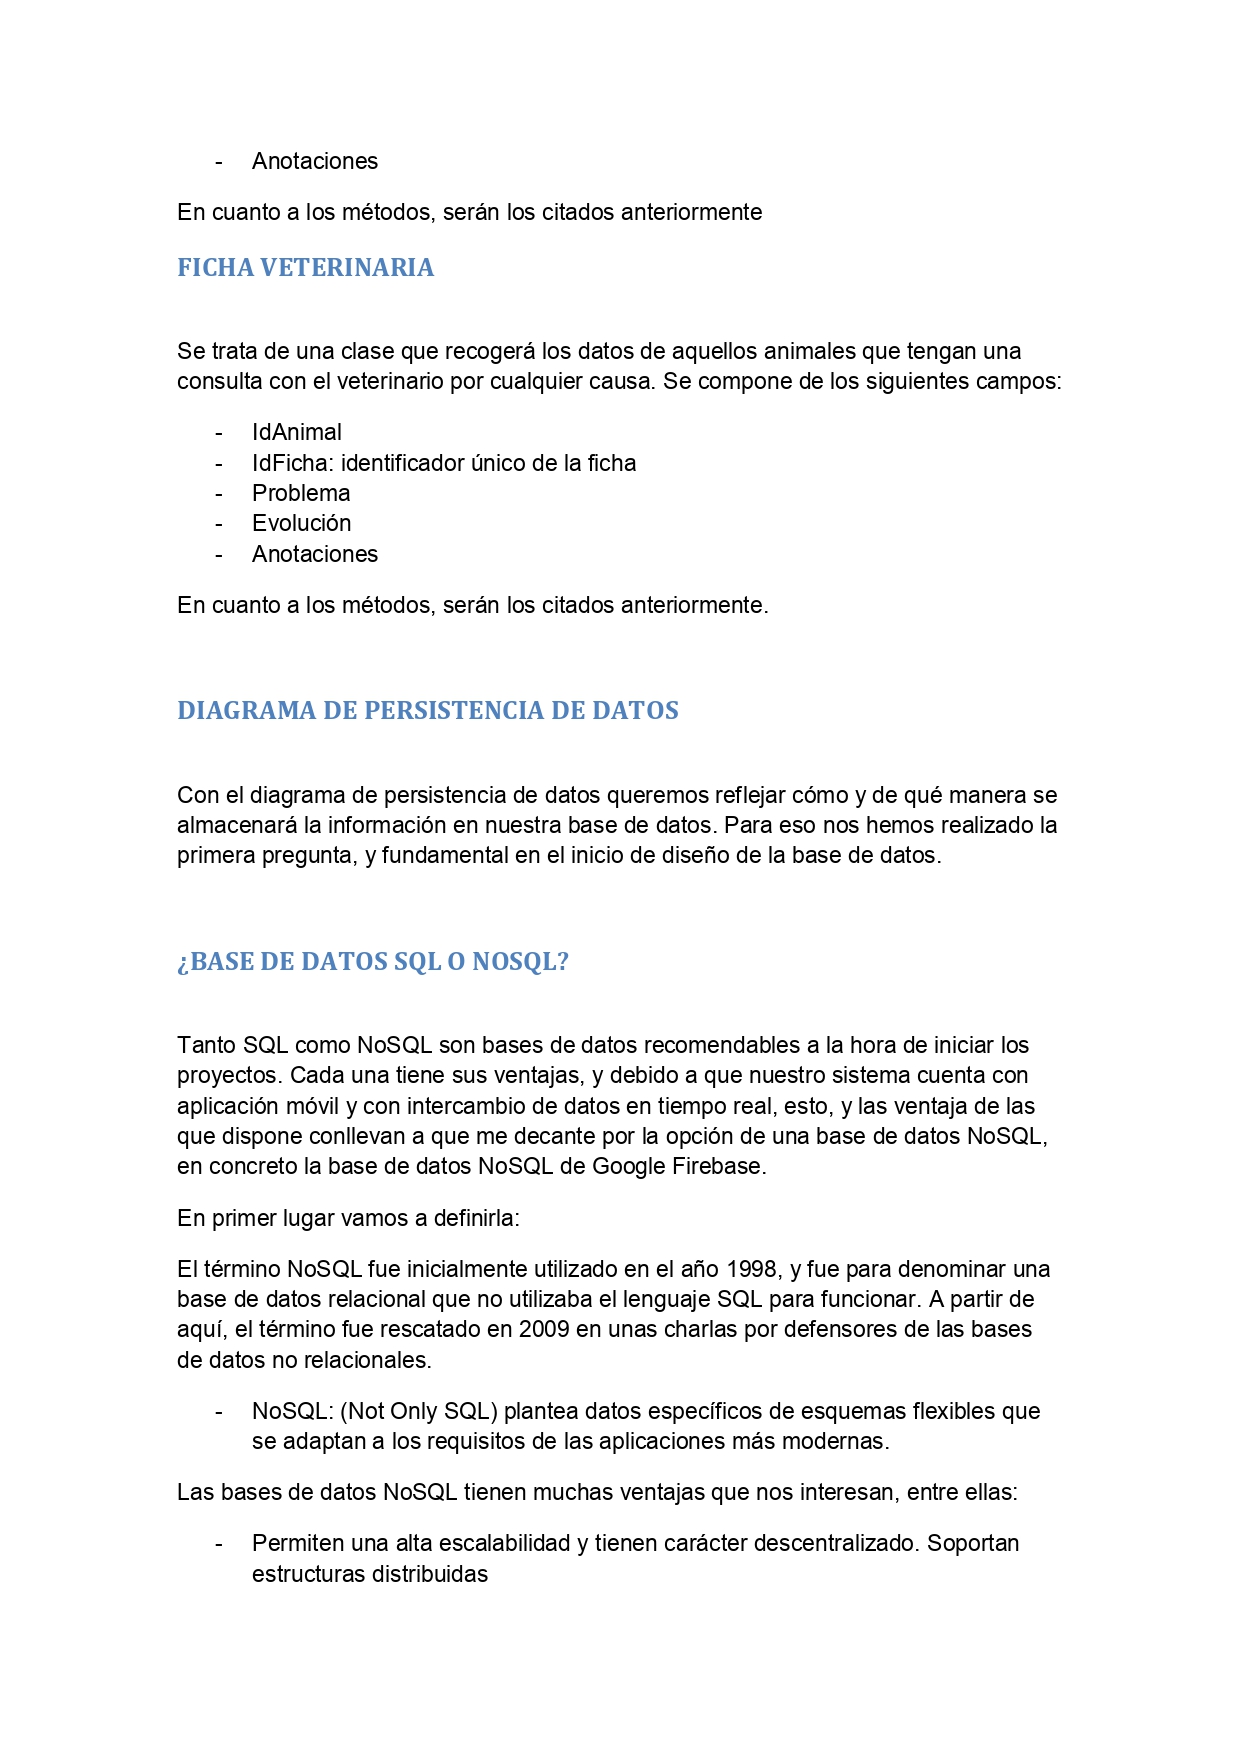 - Anotaciones
En cuanto a los métodos, serán los citados anteriormente
FICHA VETERINARIA
Se trata de una clase que recogerá los datos de aquellos animales que tengan una
consulta con el veterinario por cualquier causa. Se compone de los siguientes campos:
- IdAnimal
- IdFicha: identificador único de la ficha
- Problema
- Evolución
- Anotaciones
En cuanto a los métodos, serán los citados anteriormente.
DIAGRAMA DE PERSISTENCIA DE DATOS
Con el diagrama de persistencia de datos queremos reflejar cómo y de qué manera se
almacenará la información en nuestra base de datos. Para eso nos hemos realizado la
primera pregunta, y fundamental en el inicio de diseño de la base de datos.
¿BASE DE DATOS SQL O NOSQL?
Tanto SQL como NoSQL son bases de datos recomendables a la hora de iniciar los
proyectos. Cada una tiene sus ventajas, y debido a que nuestro sistema cuenta con
aplicación móvil y con intercambio de datos en tiempo real, esto, y las ventaja de las
que dispone conllevan a que me decante por la opción de una base de datos NoSQL,
en concreto la base de datos NoSQL de Google Firebase.
En primer lugar vamos a definirla:
El término NoSQL fue inicialmente utilizado en el año 1998, y fue para denominar una
base de datos relacional que no utilizaba el lenguaje SQL para funcionar. A partir de
aquí, el término fue rescatado en 2009 en unas charlas por defensores de las bases
de datos no relacionales.
- NoSQL: (Not Only SQL) plantea datos específicos de esquemas flexibles que
se adaptan a los requisitos de las aplicaciones más modernas.
Las bases de datos NoSQL tienen muchas ventajas que nos interesan, entre ellas:
- Permiten una alta escalabilidad y tienen carácter descentralizado. Soportan
estructuras distribuidas